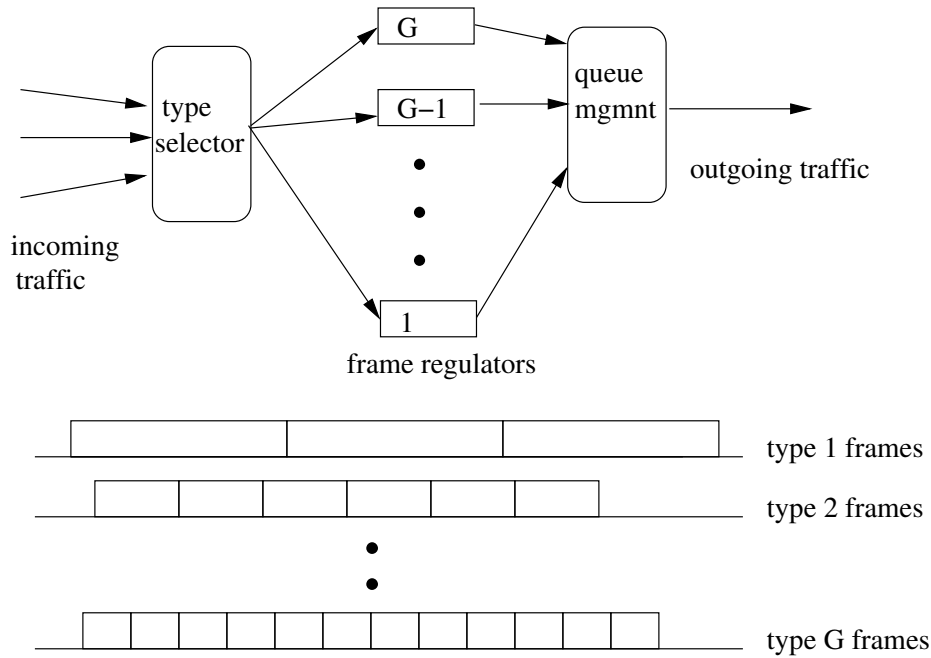 G
type
selector
G−1
queue
mgmnt
outgoing traffic
incoming
traffic
1
frame regulators
type 1 frames
type 2 frames
type G frames